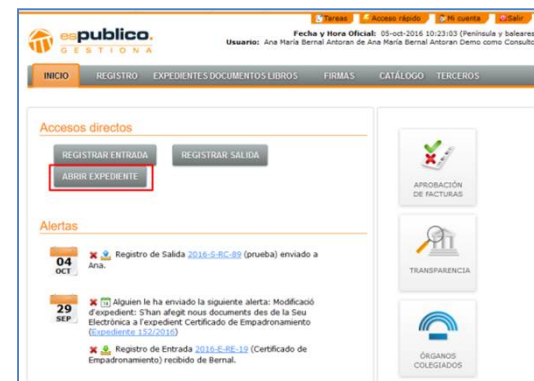 Tareas Acceso rápido Mi cuenta Salir
espublico.
GESTIONA
Fecha y Hora Oficial: 05-oct-2016 10:23:03 (Península y baleares
Usuario: Ana María Bernal Antoran de Ana María Bernal Antoran Demo como Consulto
INICIO REGISTRO EXPEDIENTES DOCUMENTOS LIBROS FIRMAS CATÁLOGO TERCEROS
Accesos directos
REGISTRAR ENTRADA REGISTRAR SALIDA
ABRIR EXPEDIENTE
APROBACIÓN
DE FACTURAS
Alertas
04
OCT
Registro de Salida 2016-S-RC-89 (prueba) enviado a
Ana.
TRANSPARENCIA
29
SEP
Alguien le ha enviado la siguiente alerta: Modificació
d'expedient: S'han afegit nous documents des de la Seu
Electrònica a l'expedient Certificado de Empadronamiento
(Expediente 152/2016)
Registro de Entrada 2016-E-RE-19 (Certificado de
Empadronamiento) recibido de Bernal.
ÓRGANOS
COLEGIADOS